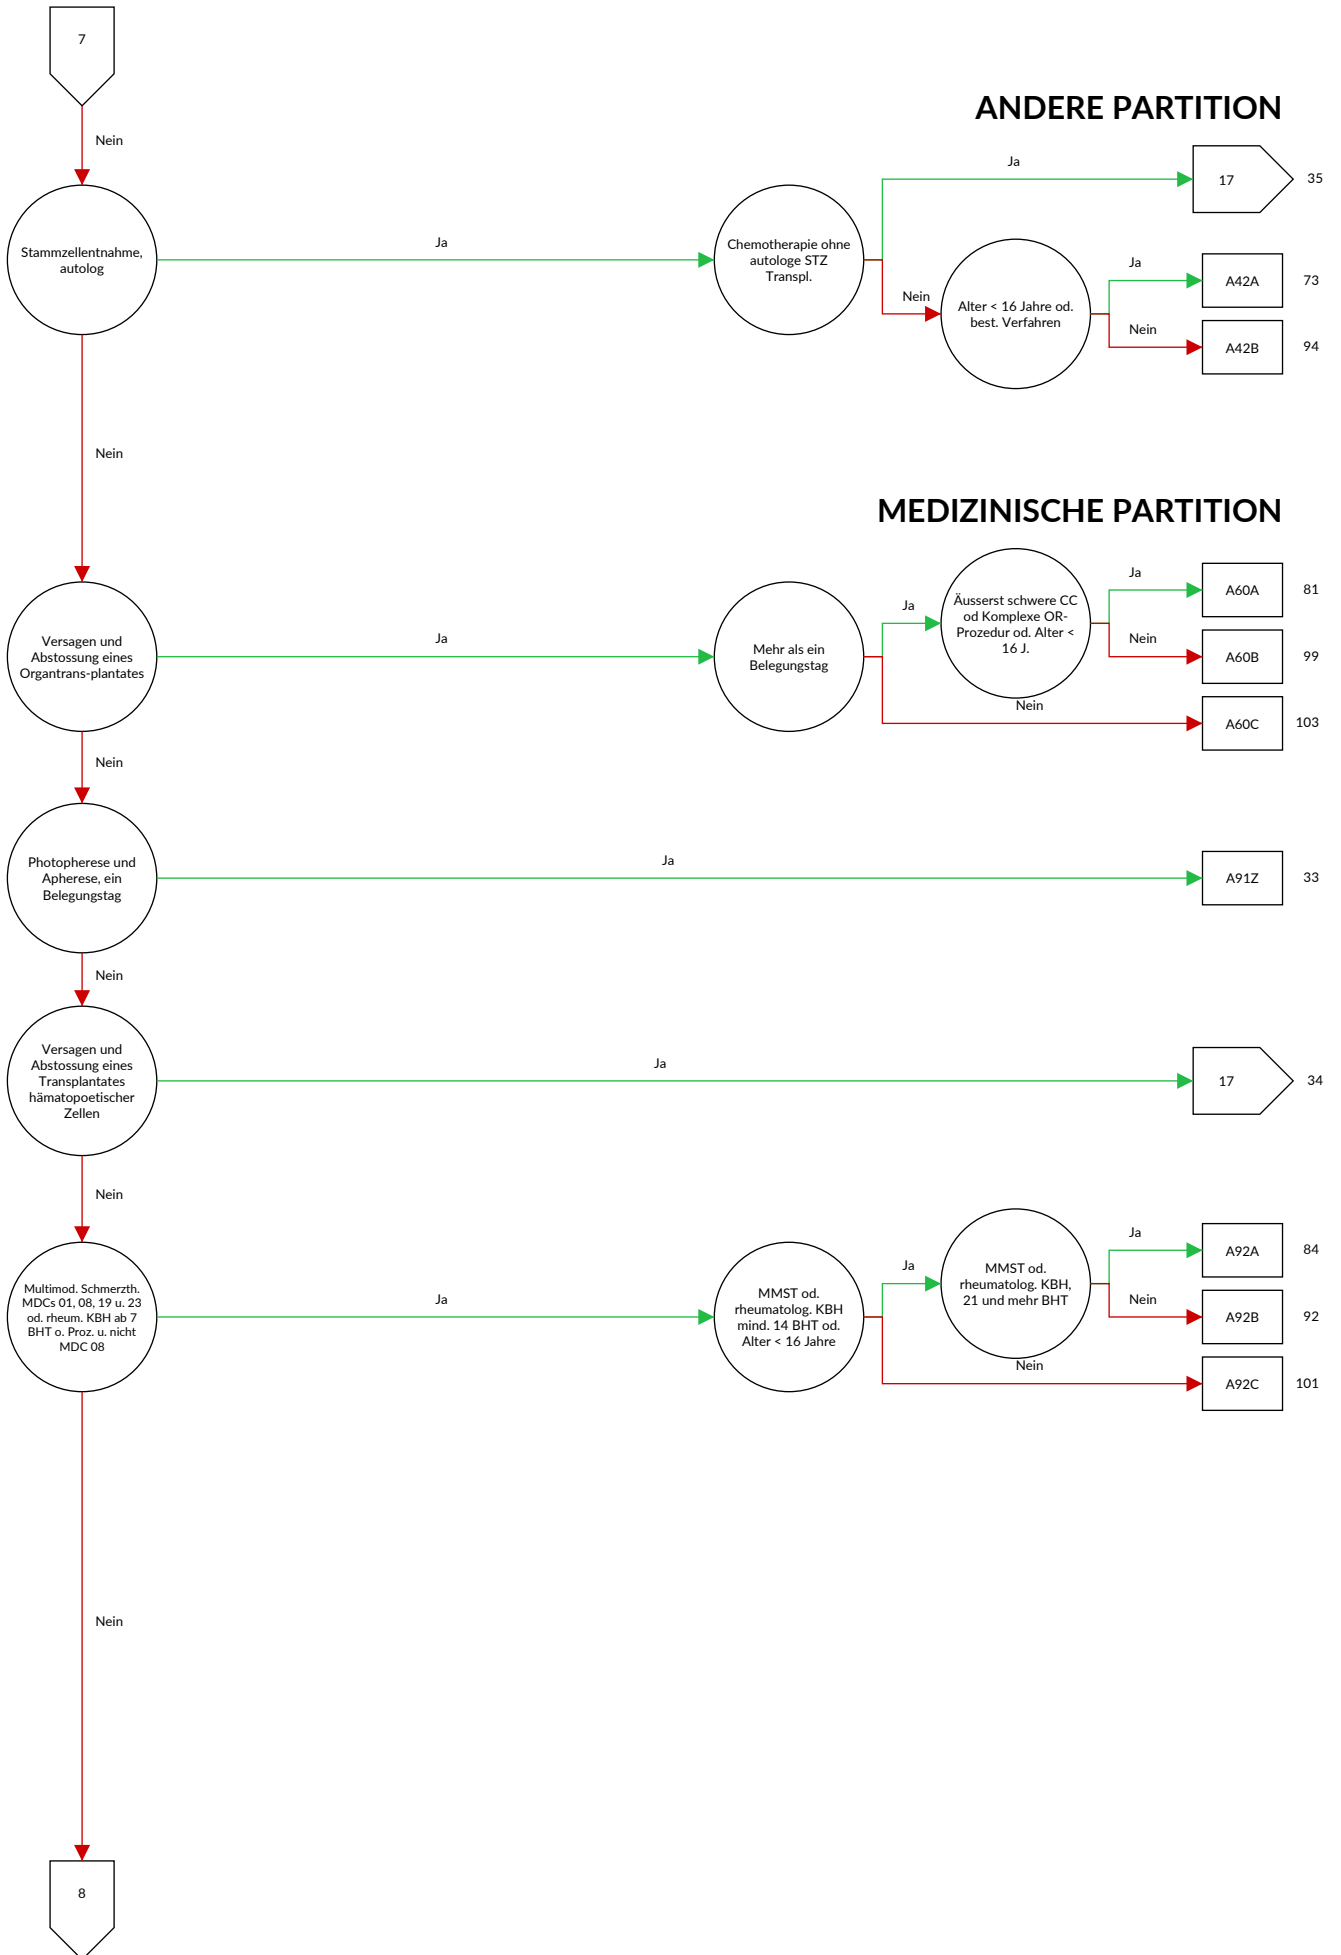 7
Nein
ANDERE PARTITION
Stammzellentnahme,
autolog
Ja
Chemotherapie ohne
autologe STZ
Transpl.
Ja
17
35
Nein
Alter < 16 Jahre od.
best. Verfahren
Ja
A42A
73
Nein
A42B
94
Nein
MEDIZINISCHE PARTITION
Versagen und
Abstossung eines
Organtrans-plantates
Ja
Mehr als ein
Belegungstag
Ja
Äusserst schwere CC
od Komplexe OR-
Prozedur od. Alter <
16 J.
Ja
A60A
81
Nein
A60B
99
Nein
A60C
103
Nein
Photopherese und
Apherese, ein
Belegungstag
Ja
A91Z
33
Nein
Versagen und
Abstossung eines
Transplantates
hämatopoetischer
Zellen
Ja
17
34
Nein
Multimod. Schmerzth.
MDCs 01, 08, 19 u. 23
od. rheum. KBH ab 7
BHT o. Proz. u. nicht
MDC 08
Ja
MMST od.
rheumatolog. KBH
mind. 14 BHT od.
Alter < 16 Jahre
Ja
MMST od.
rheumatolog. KBH,
21 und mehr BHT
Ja
A92A
84
Nein
A92B
92
Nein
A92C
101
Nein
8